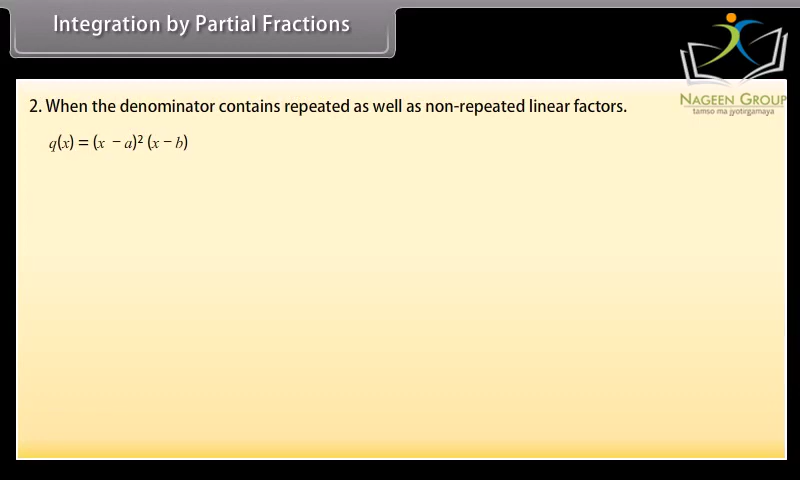 Integration by Partial Fractions
NAGEEN GROUP
tamso ma jyotirgamaya
2. When the denominator contains repeated as well as non-repeated linear factors.
q(x) = (x − a)² (x − b)